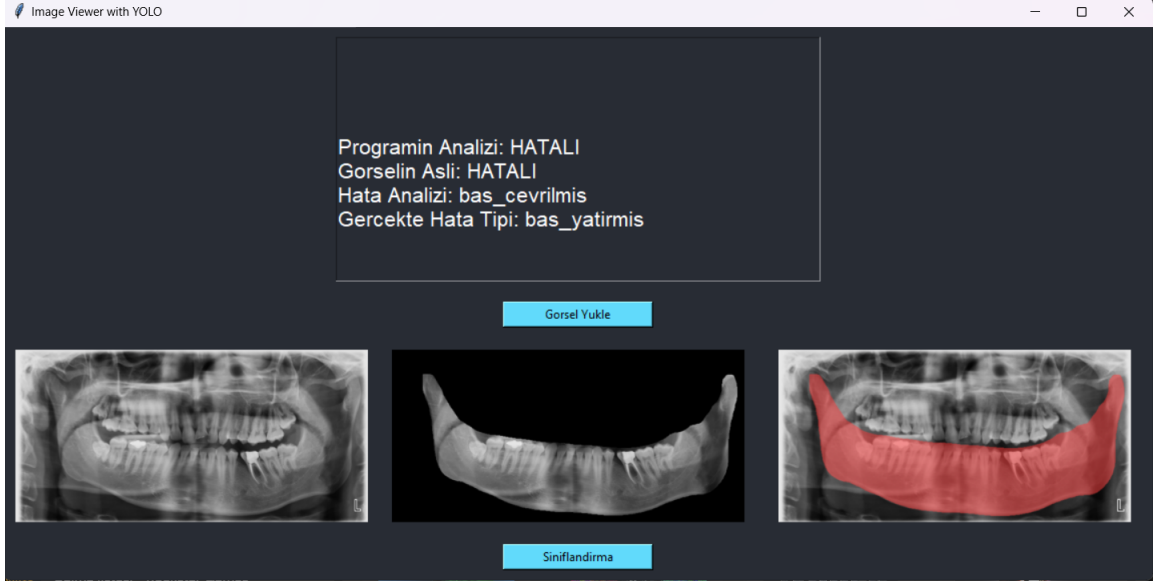 Image Viewer with YOLO
Programin Analizi: HATALI
Gorselin Asli: HATALI
Hata Analizi: bas_cevrilmis
Gercekte Hata Tipi: bas_yatirmis
Gorsel Yukle
L
L
Siniflandirma